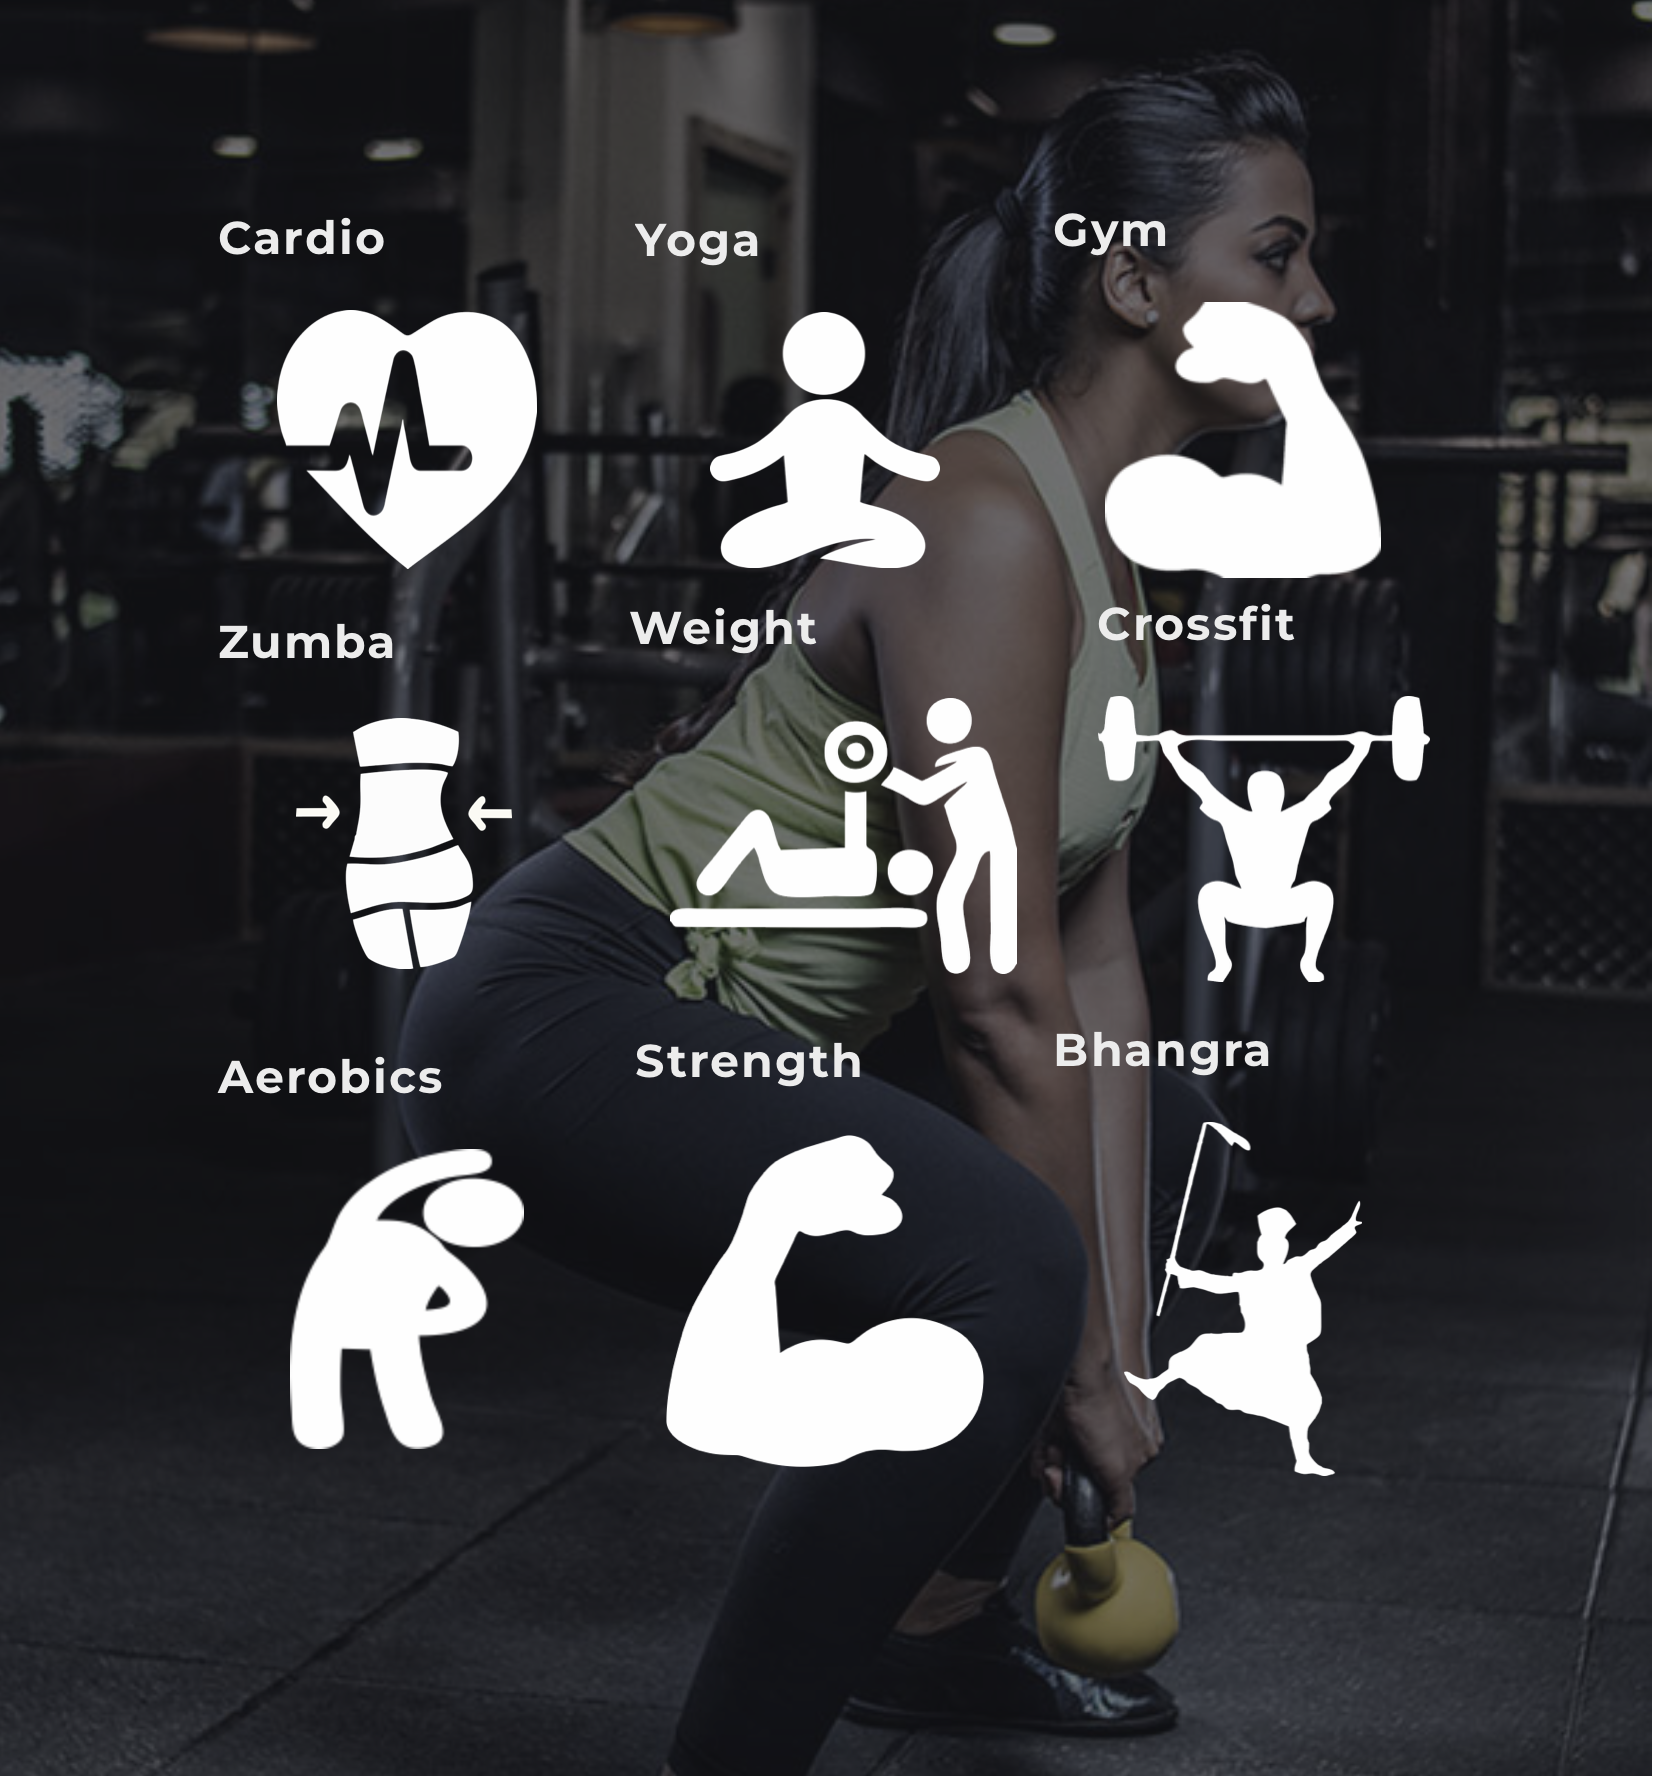 Cardio
Yoga
Gym
Zumba
Weight
Crossfit
Aerobics
Strength
Bhangra